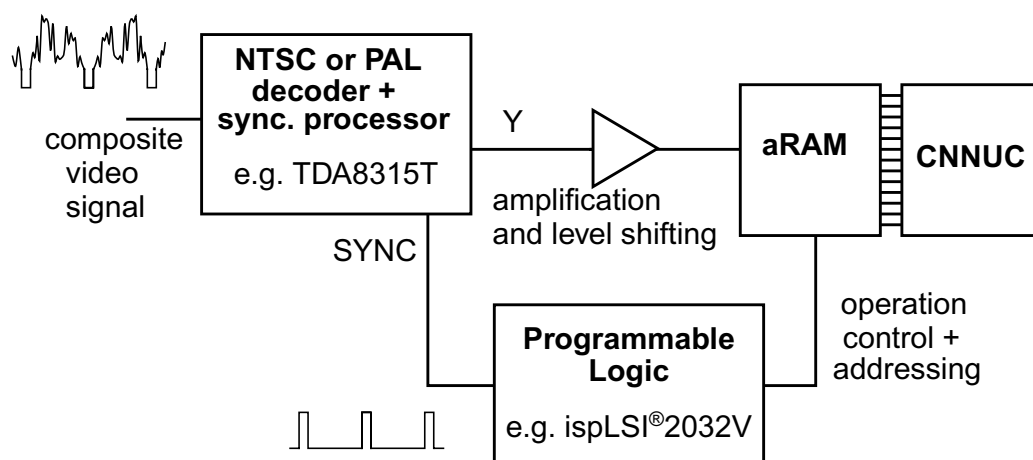 NTSC or PAL
decoder +
sync. processor
e.g. TDA8315T
composite
video
signal
Y
amplification
and level shifting
aRAM
CNNUC
SYNC
Programmable
Logic
e.g. ispLSI®2032V
operation
control +
addressing